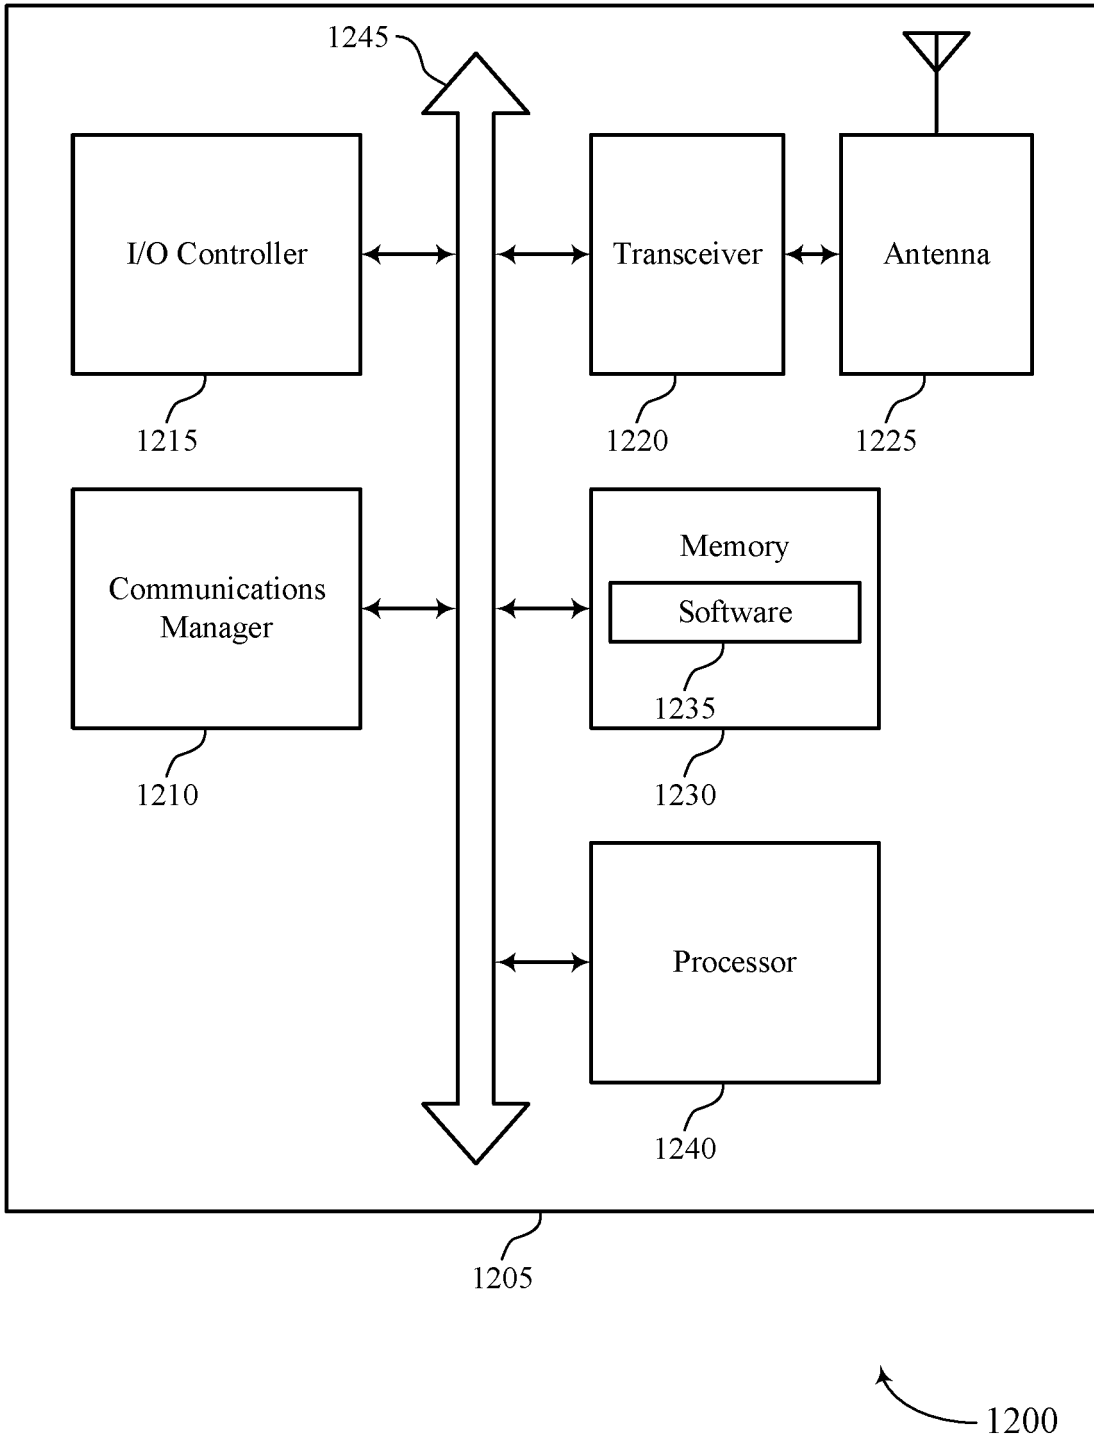 1245
I/O Controller
Transceiver
Antenna
1215
1220
1225
Communications
Manager
Memory
Software
1235
1210
1230
Processor
1240
1205
1200